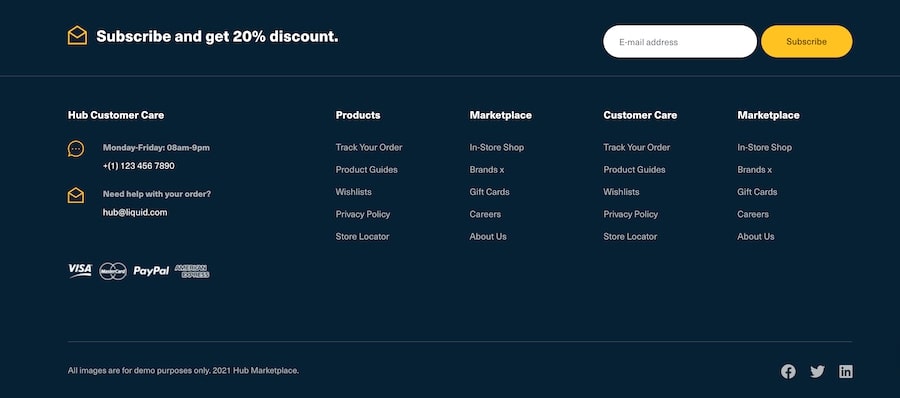 Subscribe and get 20% discount.
E-mail address
Subscribe
Hub Customer Care
Monday-Friday: 08am-9pm
+(1) 123 456 7890
Need help with your order?
hub@liquid.com
VISA MasterCard PayPal AMERICAN EXPRESS
Products
Track Your Order
Product Guides
Wishlists
Privacy Policy
Store Locator
Marketplace
In-Store Shop
Brands x
Gift Cards
Careers
About Us
Customer Care
Track Your Order
Product Guides
Wishlists
Privacy Policy
Store Locator
Marketplace
In-Store Shop
Brands x
Gift Cards
Careers
About Us
All images are for demo purposes only. 2021 Hub Marketplace.